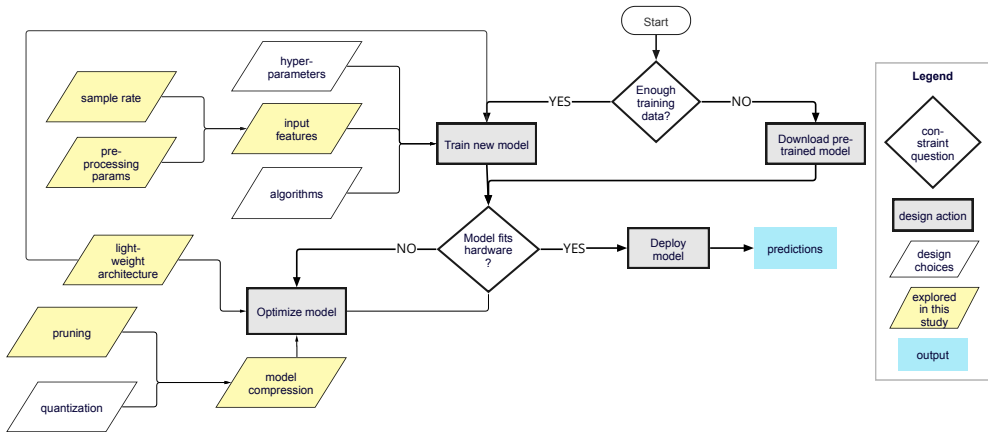 Start
Enough
training
data?
YES
NO
hyper-
parameters
sample rate
input
features
pre-
processing
params
algorithms
Train new model
Download pre-
trained model
light-
weight
architecture
Model fits
hardware
?
NO
YES
Deploy
model
predictions
Optimize model
pruning
quantization
model
compression
Legend
con-
straint
question
design action
design
choices
explored
in this
study
output